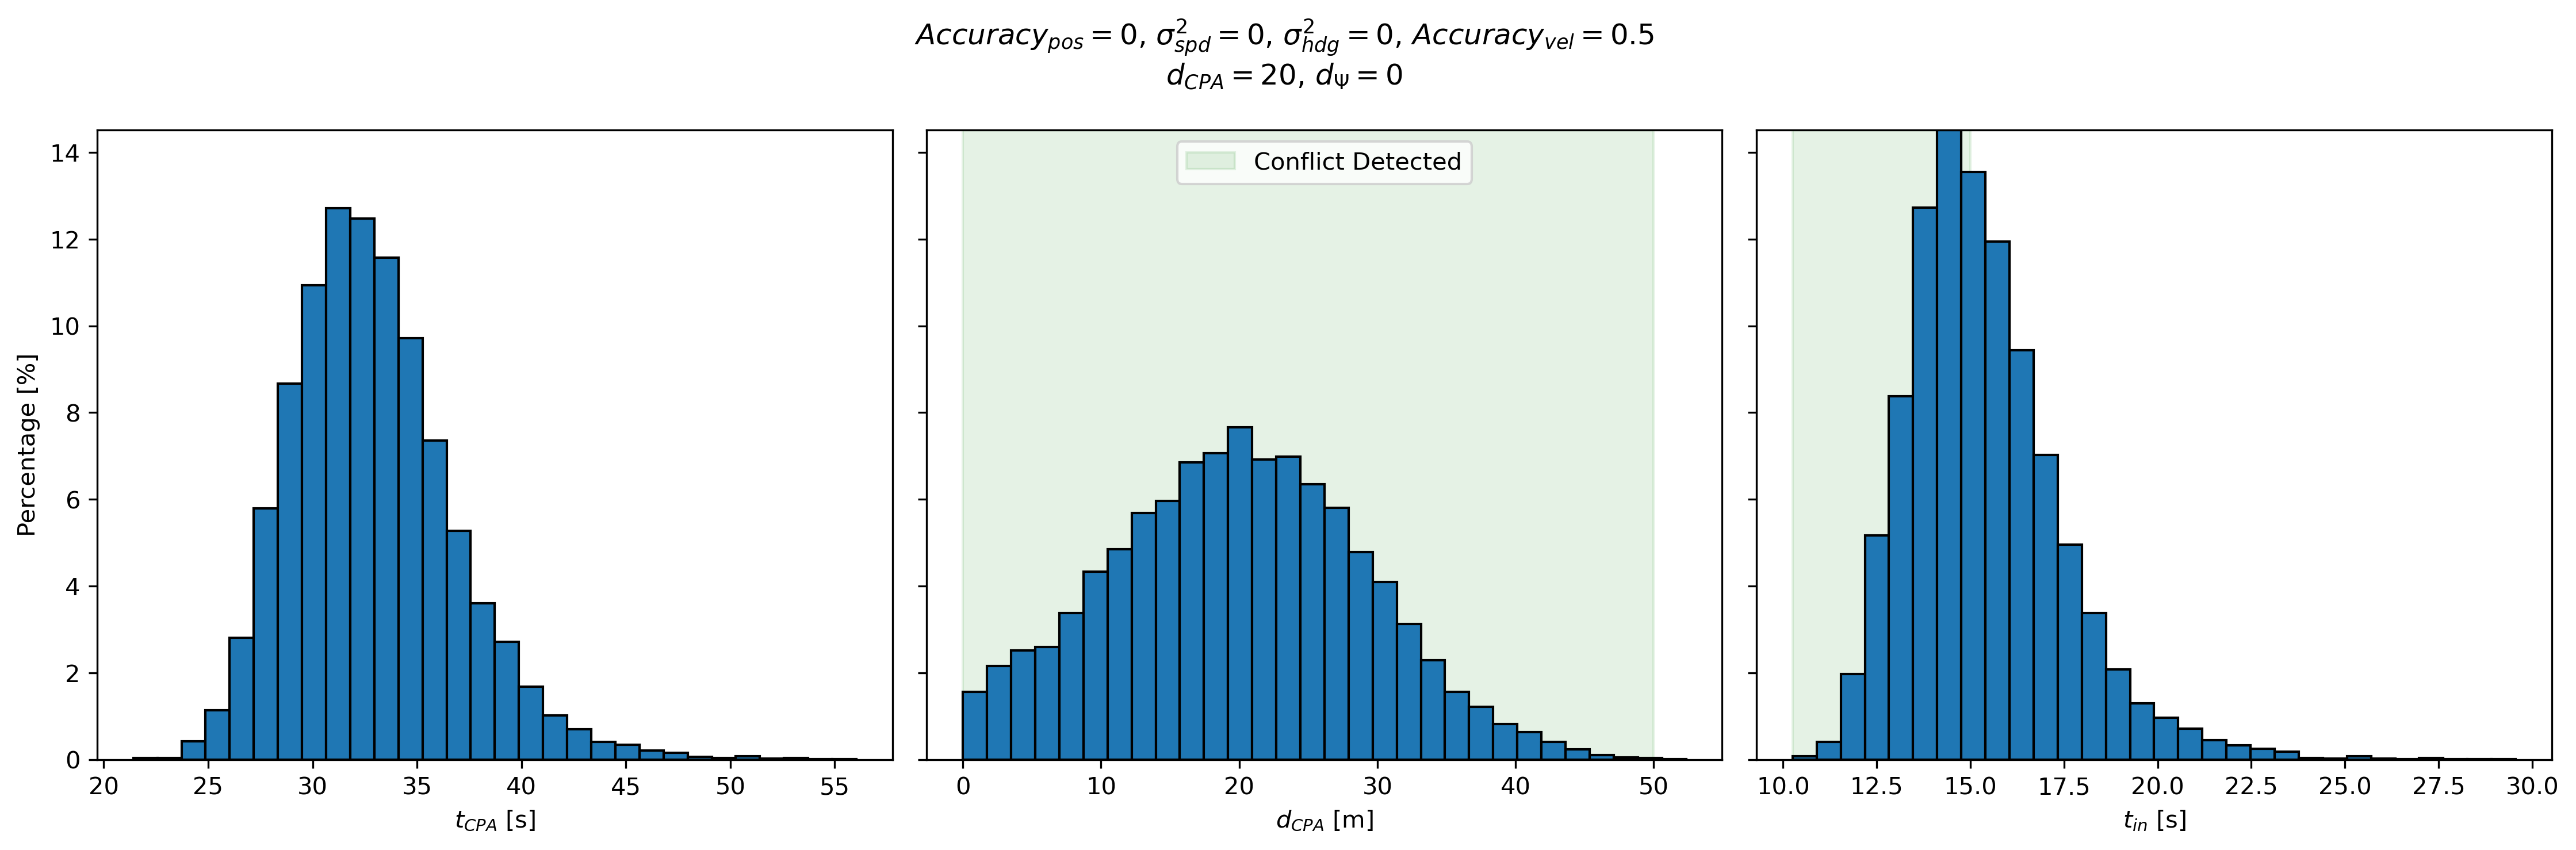 Accuracy_pos = 0, σ²_spd = 0, σ²_hdg = 0, Accuracy_vel = 0.5
d_CPA = 20, d_Ψ = 0
Percentage [%]
14
12
10
8
6
4
2
0
20 25 30 35 40 45 50 55
t_CPA [s]
Conflict Detected
0 10 20 30 40 50
d_CPA [m]
10.0 12.5 15.0 17.5 20.0 22.5 25.0 27.5 30.0
t_in [s]